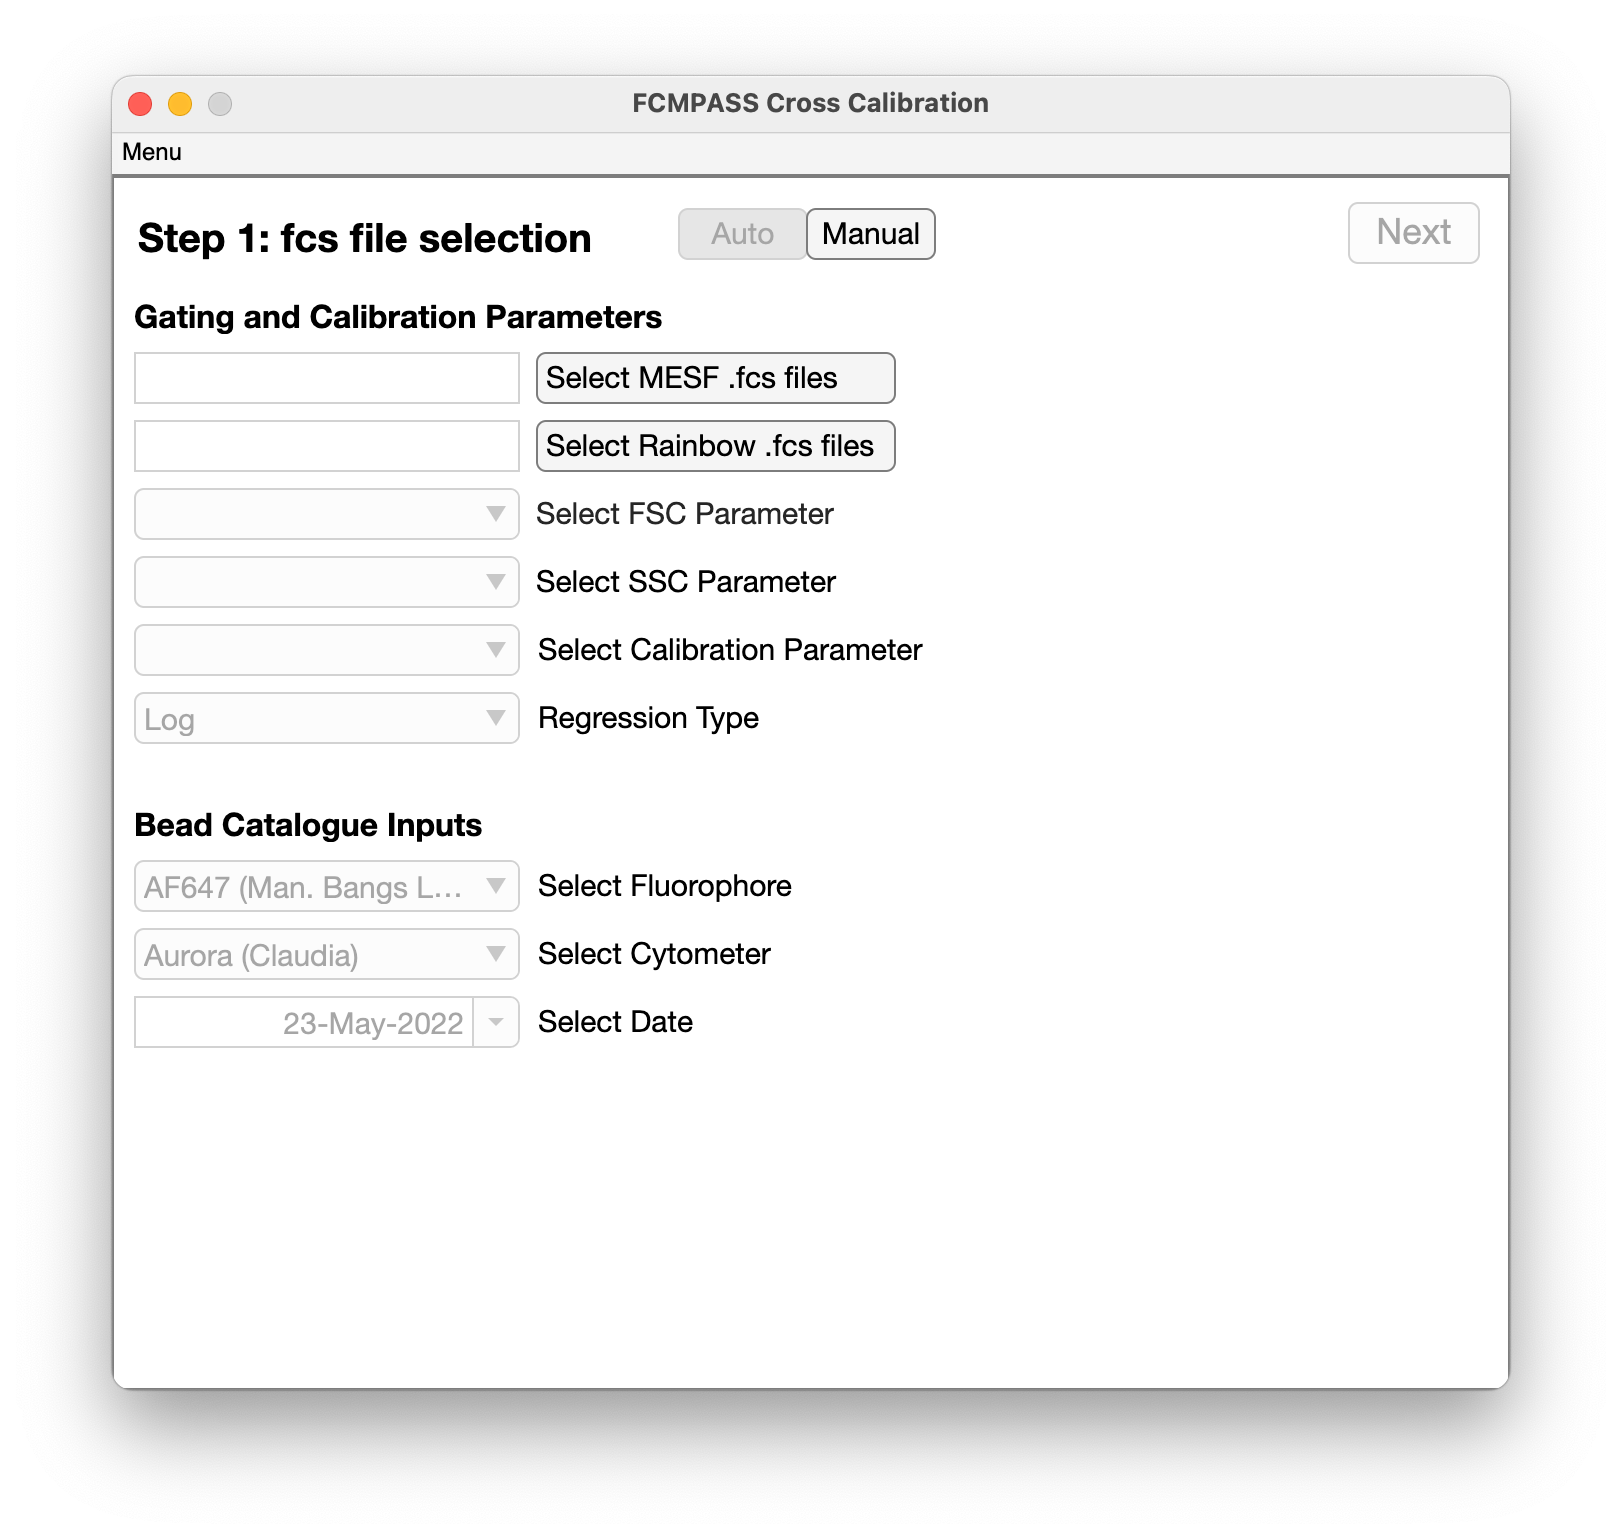 FCMPASS Cross Calibration
Menu
Step 1: fcs file selection
Auto
Manual
Next
Gating and Calibration Parameters
Select MESF .fcs files
Select Rainbow .fcs files
Select FSC Parameter
Select SSC Parameter
Select Calibration Parameter
Log
Regression Type
Bead Catalogue Inputs
AF647 (Man. Bangs L...
Select Fluorophore
Aurora (Claudia)
Select Cytometer
23-May-2022
Select Date